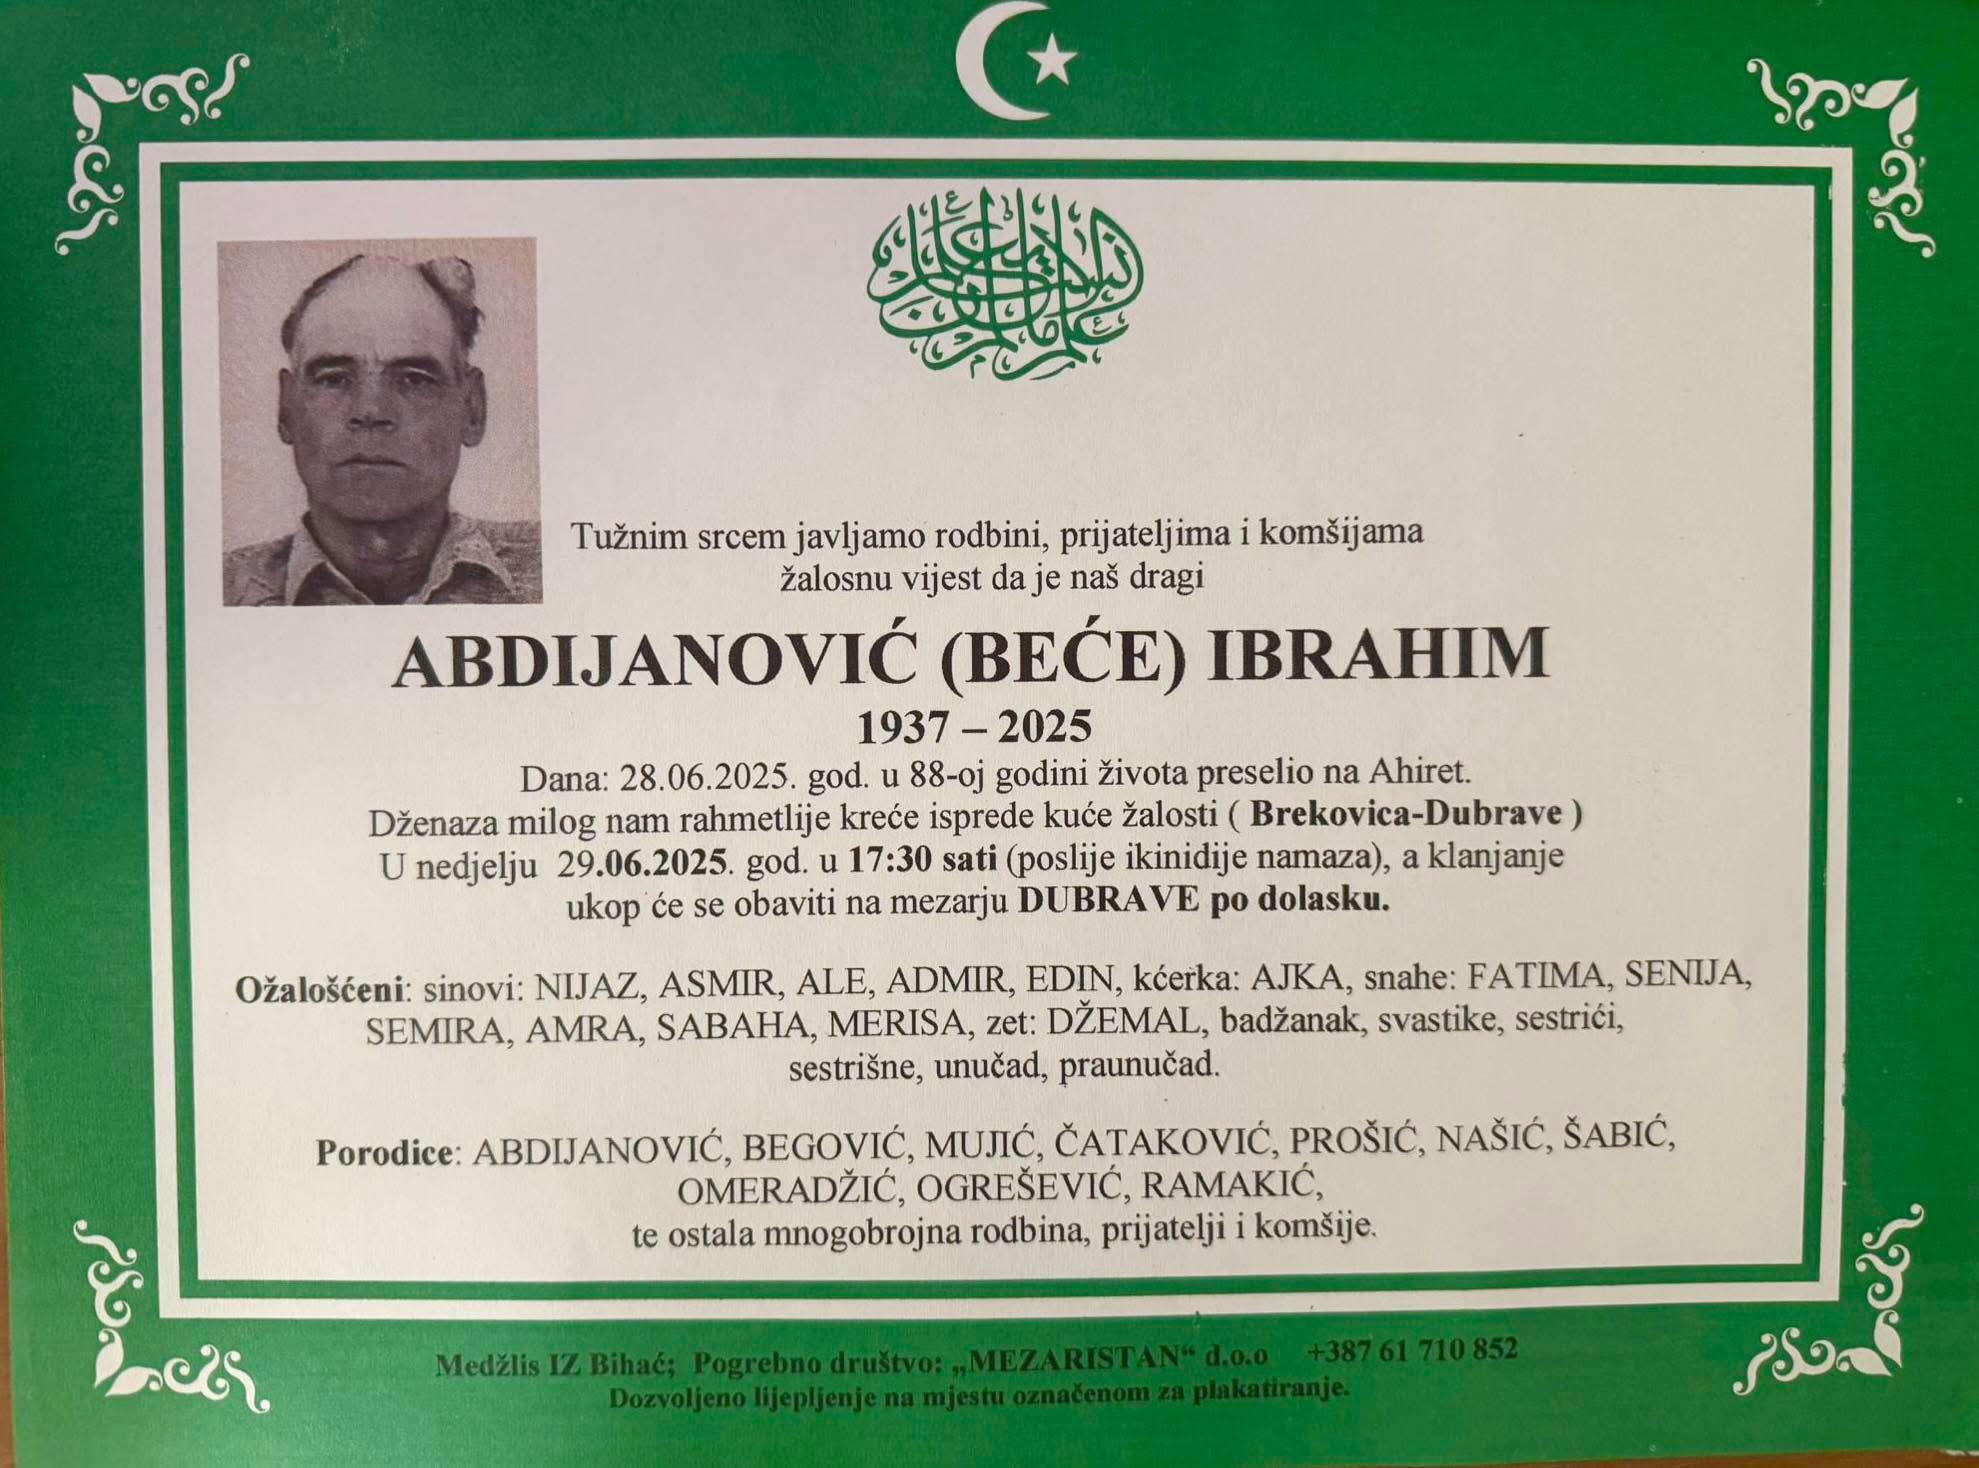 Tužnim srcem javljamo rodbini, prijateljima i komšijama
žalosnu vijest da je naš dragi
ABDIJANOVIĆ (BEĆE) IBRAHIM
1937 – 2025
Dana: 28.06.2025. god. u 88-oj godini života preselio na Ahiret.
Dženaza milog nam rahmetlije kreće isprede kuće žalosti ( Brekovica-Dubrave )
U nedjelju 29.06.2025. god. u 17:30 sati (poslije ikinidije namaza), a klanjanje
ukop će se obaviti na mezarju DUBRAVE po dolasku.
Ožalošćeni: sinovi: NIJAZ, ASMIR, ALE, ADMIR, EDIN, kćerka: AJKA, snahe: FATIMA, SENIJA,
SEMIRA, AMRA, SABAHA, MERISA, zet: DŽEMAL, badžanak, svastike, sestrići,
sestrišne, unučad, praunučad.
Porodice: ABDIJANOVIĆ, BEGOVIĆ, MUJIĆ, ČATAKOVIĆ, PROŠIĆ, NAŠIĆ, ŠABIĆ,
OMERADŽIĆ, OGREŠEVIĆ, RAMAKIĆ,
te ostala mnogobrojna rodbina, prijatelji i komšije.
Medžlis IZ Bihać; Pogrebno društvo: „MEZARISTAN“ d.o.o +387 61 710 852
Dozvoljeno lijepljenje na mjestu označenom za plakatiranje.